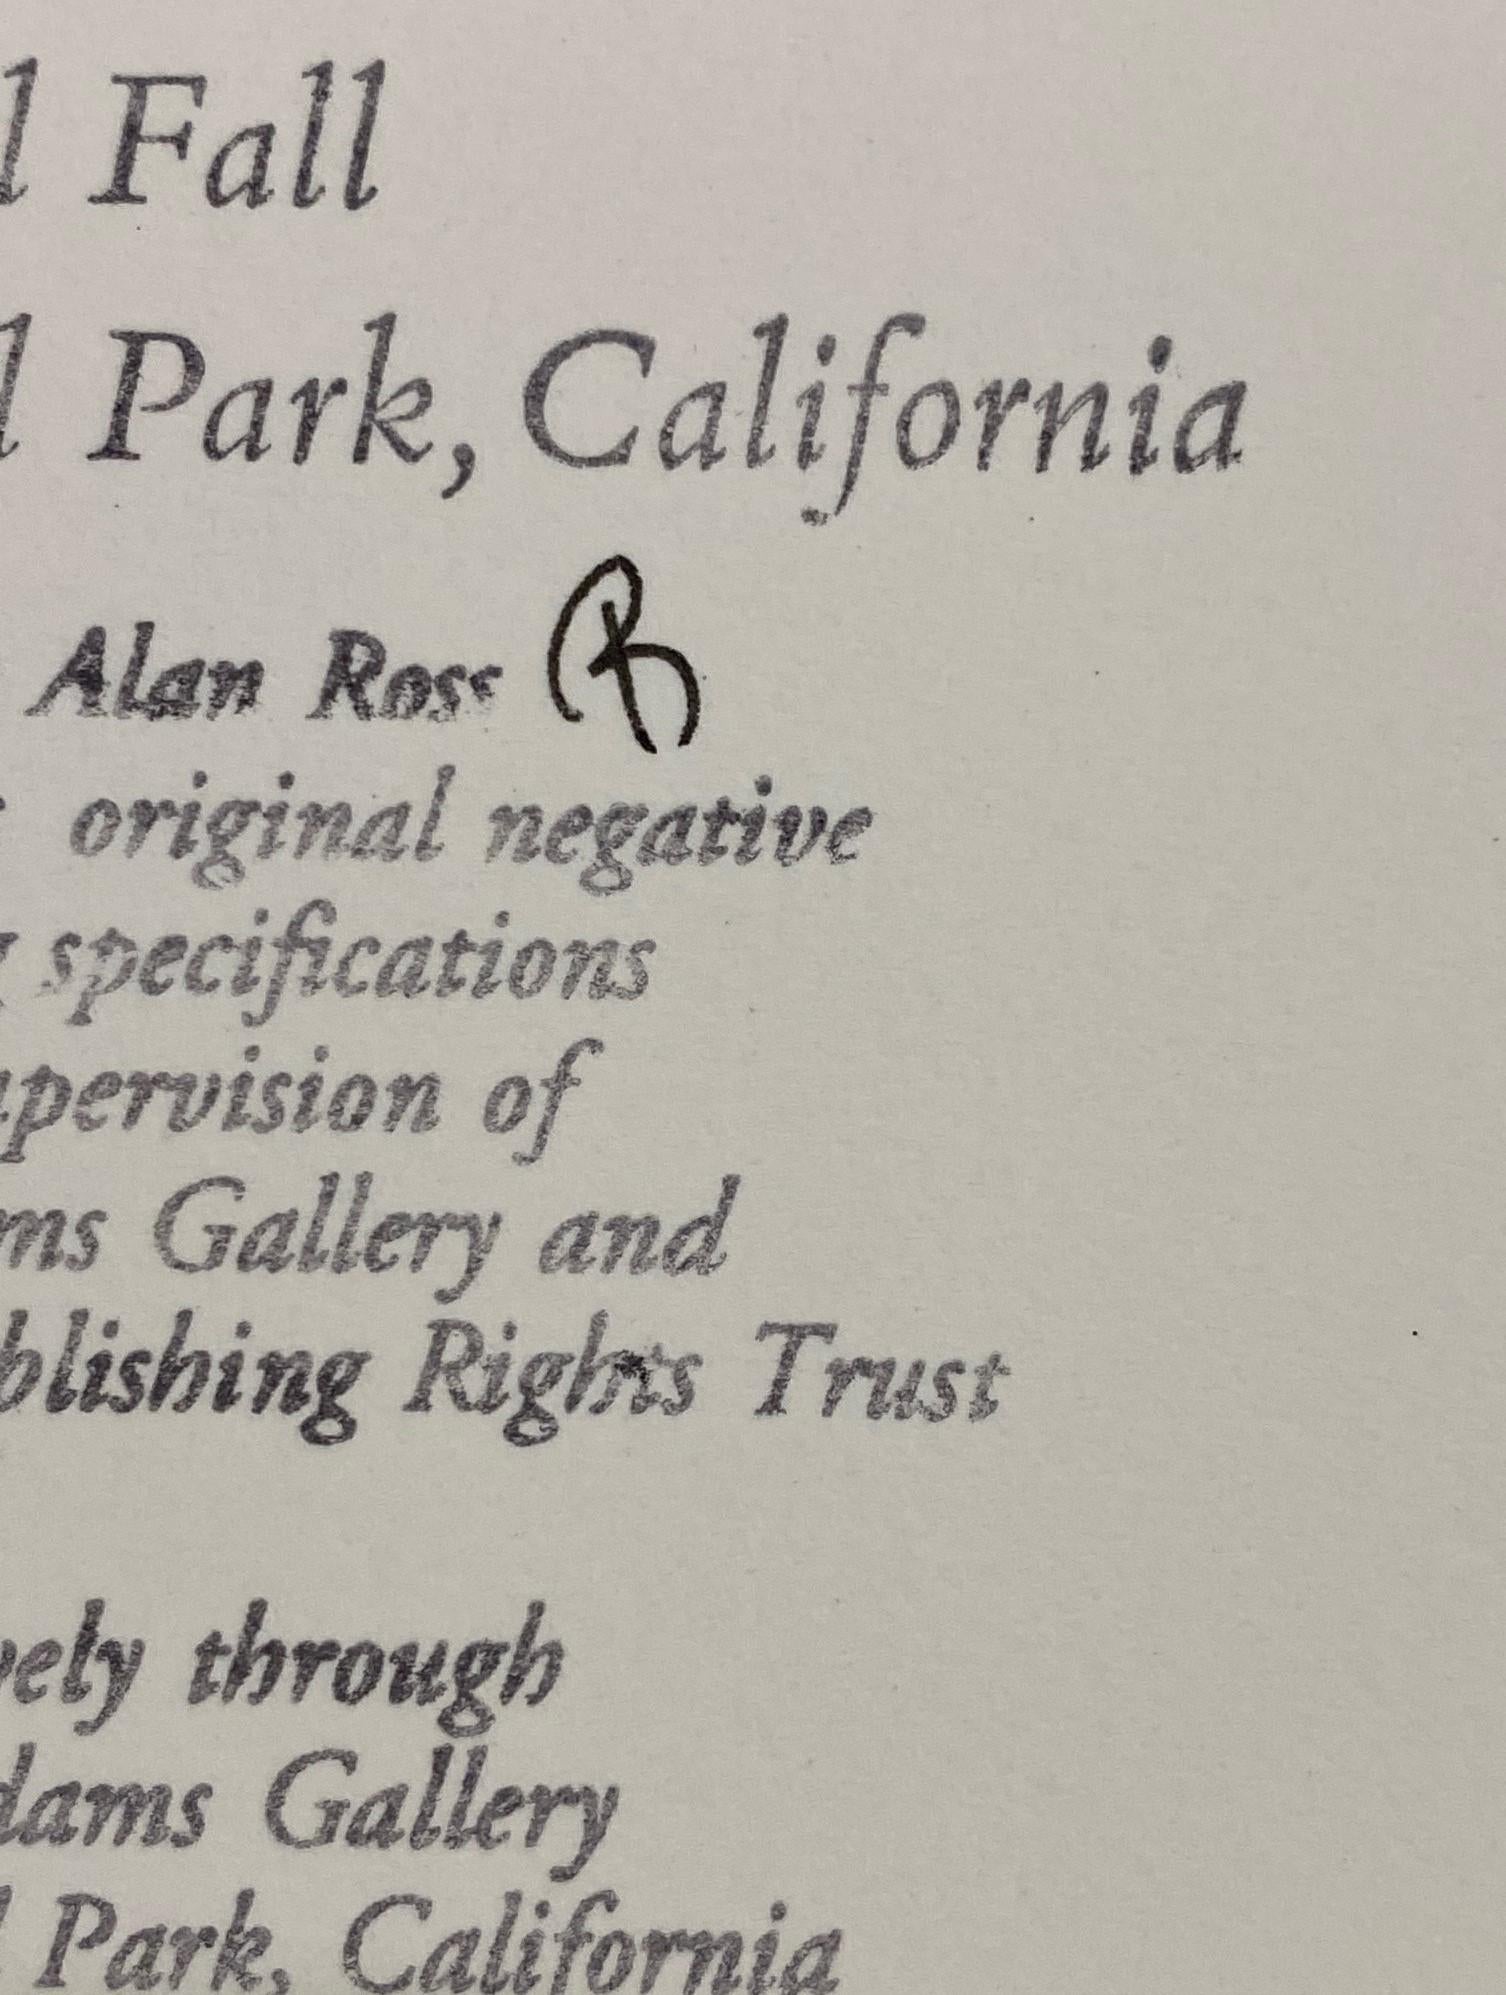 l Fall
l Park, California
Alan Ross
original negative
specifications
pervision of
ms Gallery and
blishing Rights Trust
ely through
dams Gallery
Park, California